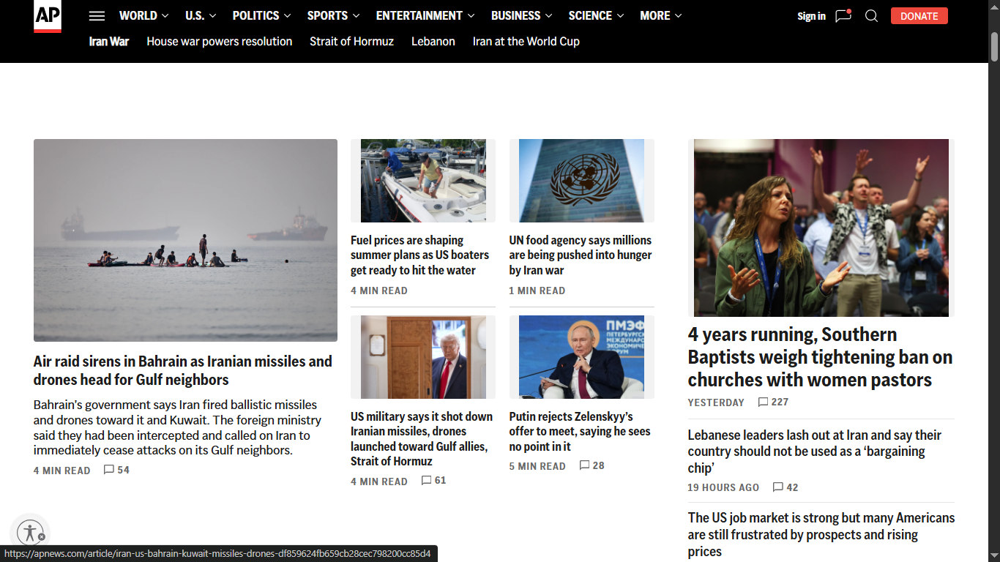 AP
WORLD
U.S.
POLITICS
SPORTS
ENTERTAINMENT
BUSINESS
SCIENCE
MORE
Sign in
DONATE
Iran War
House war powers resolution
Strait of Hormuz
Lebanon
Iran at the World Cup
Air raid sirens in Bahrain as Iranian missiles and
drones head for Gulf neighbors
Bahrain’s government says Iran fired ballistic missiles
and drones toward it and Kuwait. The foreign ministry
said they had been intercepted and called on Iran to
immediately cease attacks on its Gulf neighbors.
4 MIN READ
54
Fuel prices are shaping
summer plans as US boaters
get ready to hit the water
4 MIN READ
UN food agency says millions
are being pushed into hunger
by Iran war
1 MIN READ
US military says it shot down
Iranian missiles, drones
launched toward Gulf allies,
Strait of Hormuz
4 MIN READ
61
ПМЭФ
ПЕТЕРБУРГС
МЕЖДУНАРО
ЭКОНОМИЧЕ
ФОРУМ
Putin rejects Zelenskyy’s
offer to meet, saying he sees
no point in it
5 MIN READ
28
4 years running, Southern
Baptists weigh tightening ban on
churches with women pastors
YESTERDAY
227
Lebanese leaders lash out at Iran and say their
country should not be used as a ‘bargaining
chip’
19 HOURS AGO
42
The US job market is strong but many Americans
are still frustrated by prospects and rising
prices
https://apnews.com/article/iran-us-bahrain-kuwait-missiles-drones-df859624fb659cb28cec798200cc85d4